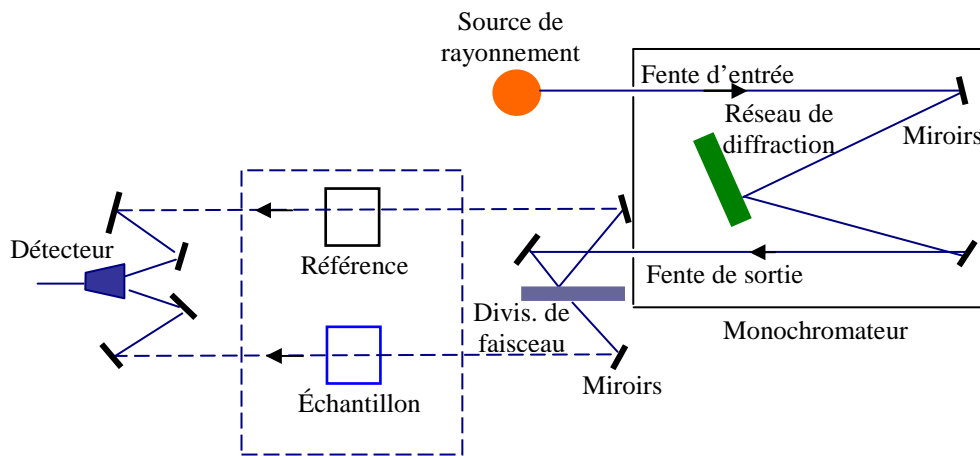 Source de
rayonnement
Fente d’entrée
Réseau de
diffraction
Miroirs
Détecteur
Référence
Fente de sortie
Divis. de
faisceau
Monochromateur
Miroirs
Échantillon